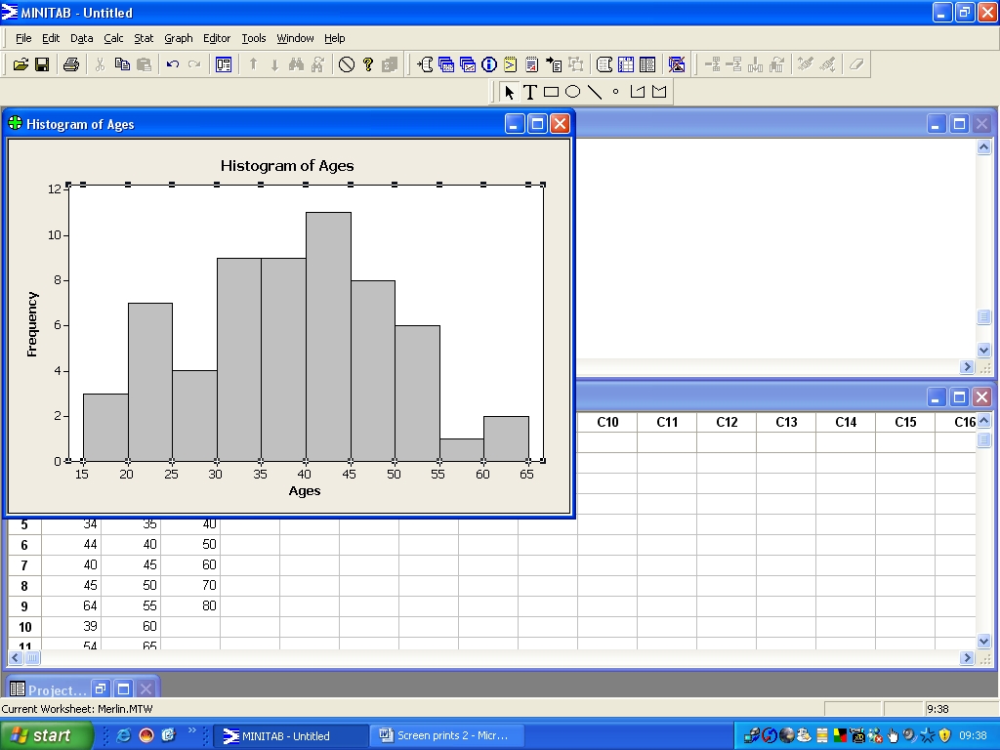 MINITAB - Untitled
File Edit Data Calc Stat Graph Editor Tools Window Help
Histogram of Ages
Histogram of Ages
12
10
8
6
4
2
0
Frequency
15 20 25 30 35 40 45 50 55 60 65
Ages
C10 C11 C12 C13 C14 C15 C16
5 34 35 40
6 44 40 50
7 40 45 60
8 45 50 70
9 64 55 80
10 39 60
11 54 65
Project...
Current Worksheet: Merlin.MTW 9:38
start MINITAB - Untitled Screen prints 2 - Micr... 09:38